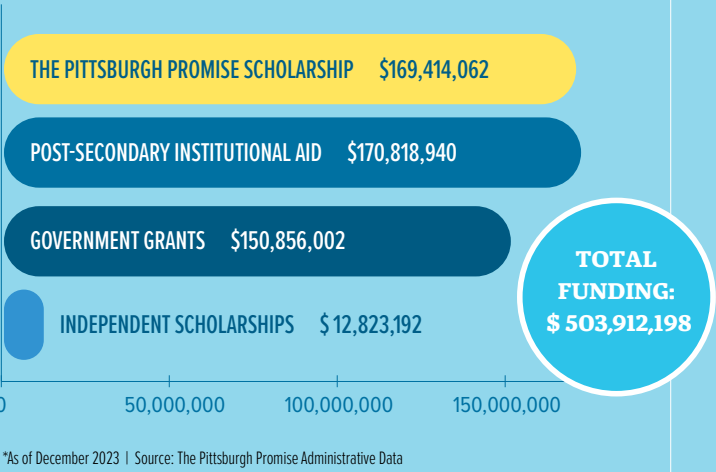 THE PITTSBURGH PROMISE SCHOLARSHIP $169,414,062
POST-SECONDARY INSTITUTIONAL AID $170,818,940
GOVERNMENT GRANTS $150,856,002
INDEPENDENT SCHOLARSHIPS $ 12,823,192
TOTAL
FUNDING:
$ 503,912,198
0 50,000,000 100,000,000 150,000,000
*As of December 2023 | Source: The Pittsburgh Promise Administrative Data